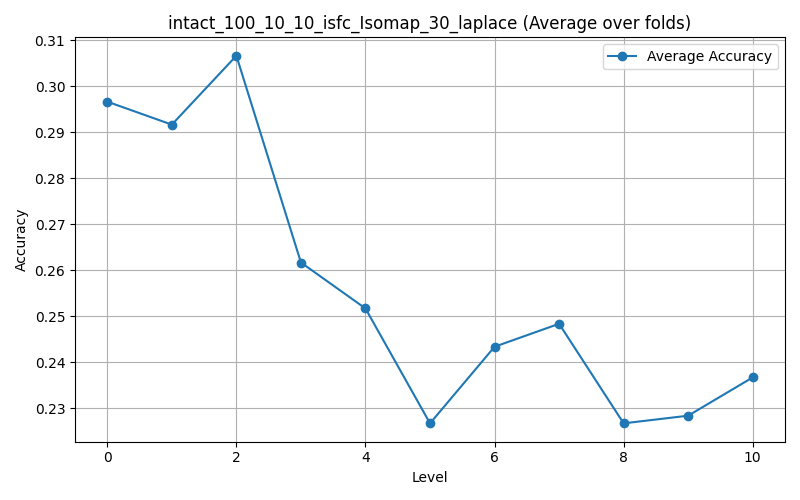 intact_100_10_10_isfc_Isomap_30_laplace (Average over folds)
Average Accuracy
Accuracy
0.31
0.30
0.29
0.28
0.27
0.26
0.25
0.24
0.23
0 2 4 6 8 10
Level